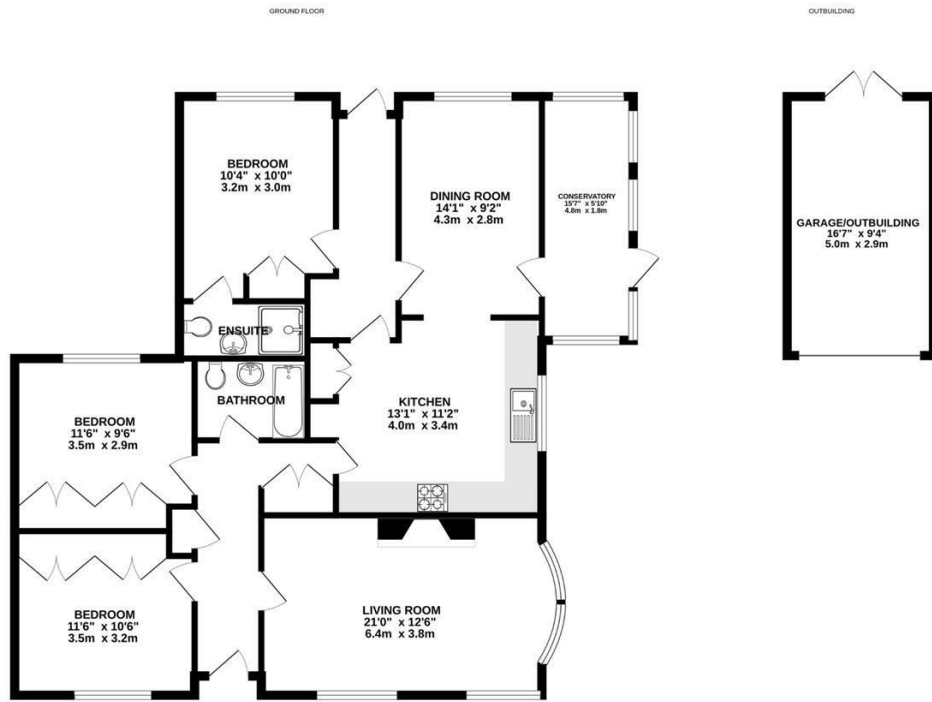 GROUND FLOOR
OUTBUILDING
BEDROOM
10'4" x 10'0"
3.2m x 3.0m
DINING ROOM
14'1" x 9'2"
4.3m x 2.8m
CONSERVATORY
15'7" x 5'10"
4.8m x 1.8m
GARAGE/OUTBUILDING
16'7" x 9'4"
5.0m x 2.9m
ENSUITE
BATHROOM
KITCHEN
13'1" x 11'2"
4.0m x 3.4m
BEDROOM
11'6" x 9'6"
3.5m x 2.9m
BEDROOM
11'6" x 10'6"
3.5m x 3.2m
LIVING ROOM
21'0" x 12'6"
6.4m x 3.8m